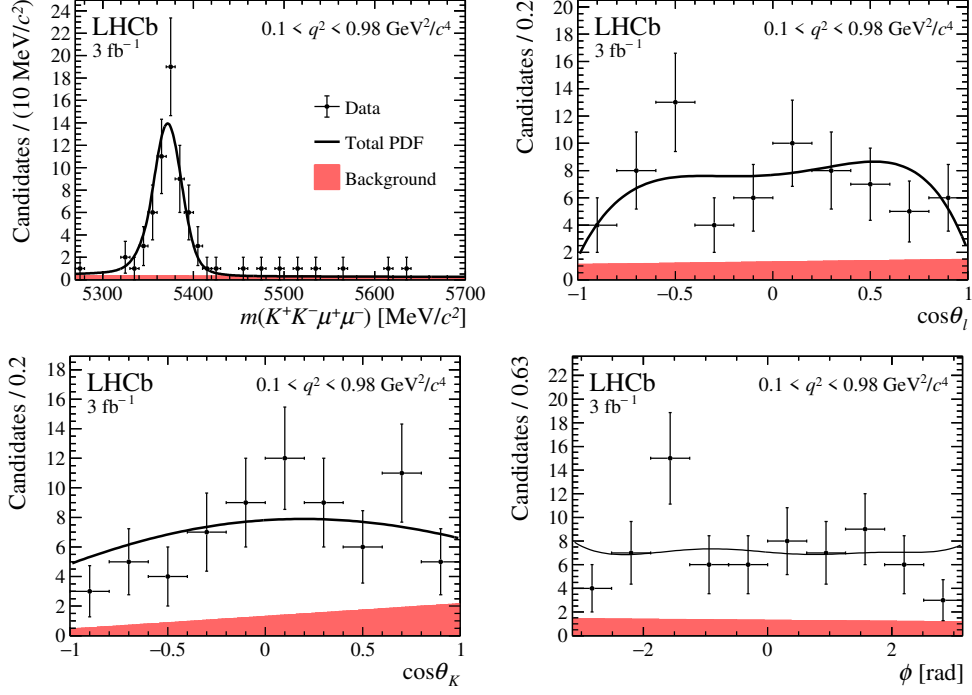 LHCb
3 fb⁻¹
0.1 < q² < 0.98 GeV²/c⁴
Data
Total PDF
Background
Candidates / (10 MeV/c²)
24
22
20
18
16
14
12
10
8
6
4
2
0
5300 5400 5500 5600 5700
m(K⁺K⁻μ⁺μ⁻) [MeV/c²]
LHCb
3 fb⁻¹
0.1 < q² < 0.98 GeV²/c⁴
Candidates / 0.2
20
18
16
14
12
10
8
6
4
2
0
−1 −0.5 0 0.5 1
cosθₗ
LHCb
3 fb⁻¹
0.1 < q² < 0.98 GeV²/c⁴
Candidates / 0.2
18
16
14
12
10
8
6
4
2
0
−1 −0.5 0 0.5 1
cosθ_K
LHCb
3 fb⁻¹
0.1 < q² < 0.98 GeV²/c⁴
Candidates / 0.63
22
20
18
16
14
12
10
8
6
4
2
0
−2 0 2
ϕ [rad]